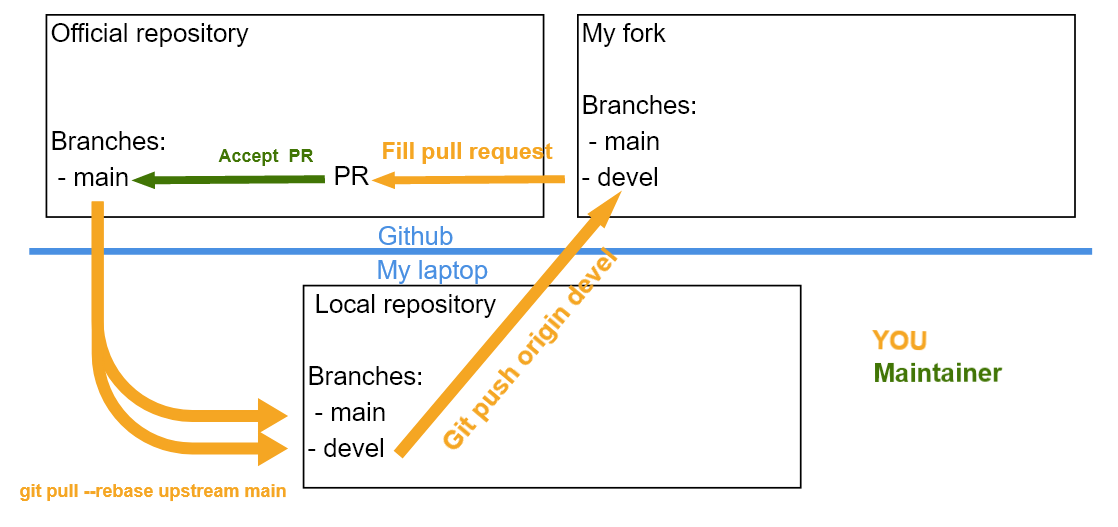 Official repository
Branches:
- main
Accept PR
PR
Fill pull request
My fork
Branches:
- main
- devel
Github
My laptop
Local repository
Branches:
- main
- devel
Git push origin devel
git pull --rebase upstream main
YOU
Maintainer